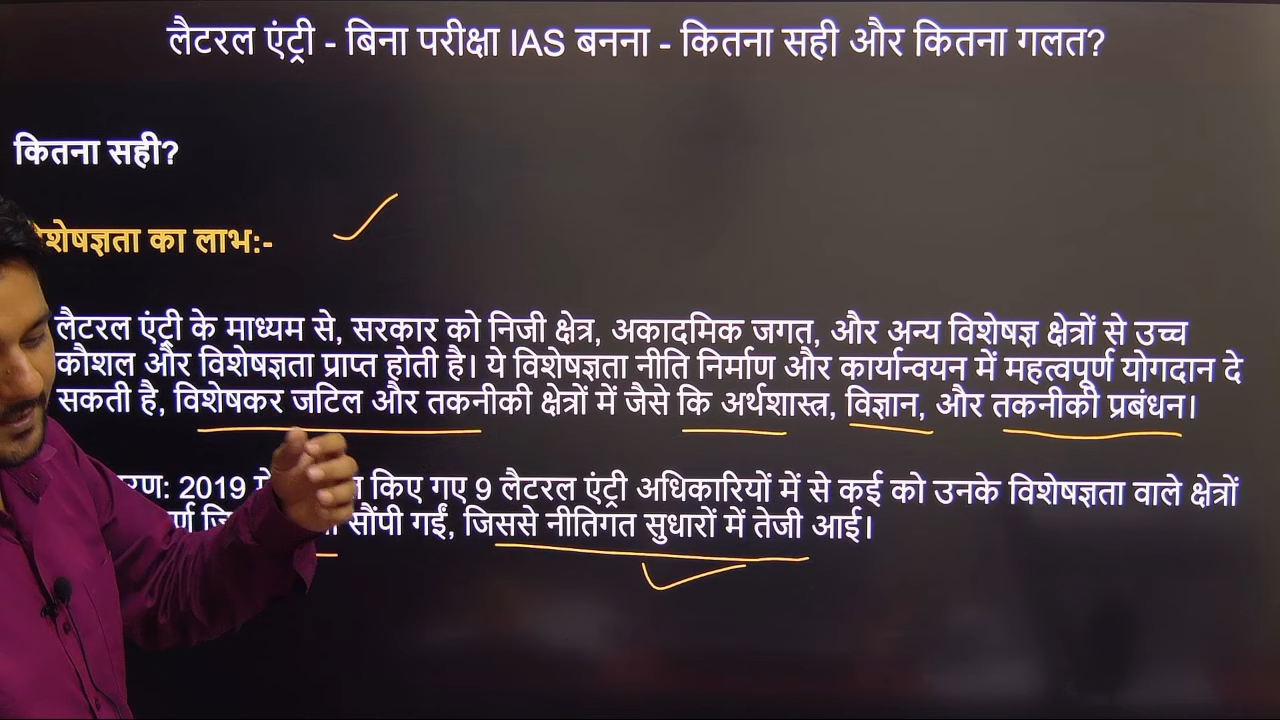 लैटरल एंट्री - बिना परीक्षा IAS बनना - कितना सही और कितना गलत?
कितना सही?
का लाभ:-
लैटरल एंट्री के माध्यम से, सरकार को निजी क्षेत्र, अकादमिक जगत, और अन्य विशेषज्ञ क्षेत्रों से उच्च
कौशल और विशेषज्ञता प्राप्त होती है। ये विशेषज्ञता नीति निर्माण और कार्यान्वयन में महत्वपूर्ण योगदान दे
सकती है, विशेषकर जटिल और तकनीकी क्षेत्रों में जैसे कि अर्थशास्त्र, विज्ञान, और तकनीकी प्रबंधन।
2019 किए गए 9 लैटरल एंट्री अधिकारियों में से कई को उनके विशेषज्ञता वाले क्षेत्रों
सौंपी गईं, जिससे नीतिगत सुधारों में तेजी आई।